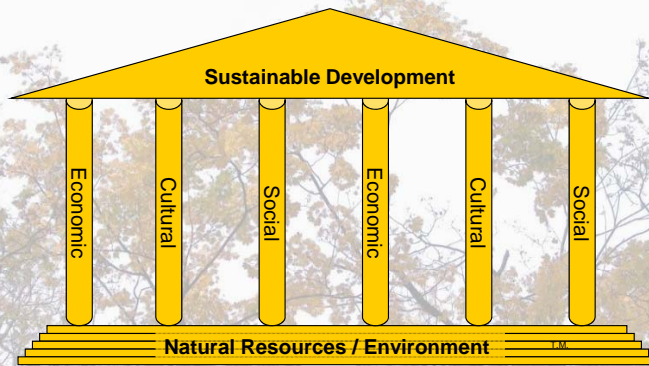 Sustainable Development
Economic
Cultural
Social
Economic
Cultural
Social
Natural Resources / Environment
T.M.